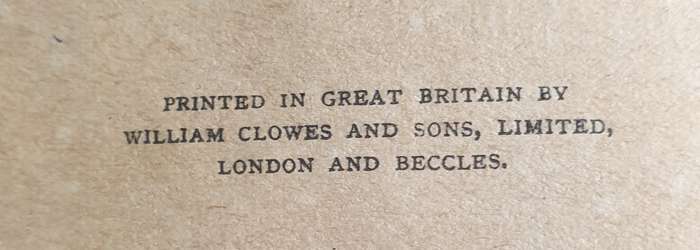 PRINTED IN GREAT BRITAIN BY
WILLIAM CLOWES AND SONS, LIMITED,
LONDON AND BECCLES.